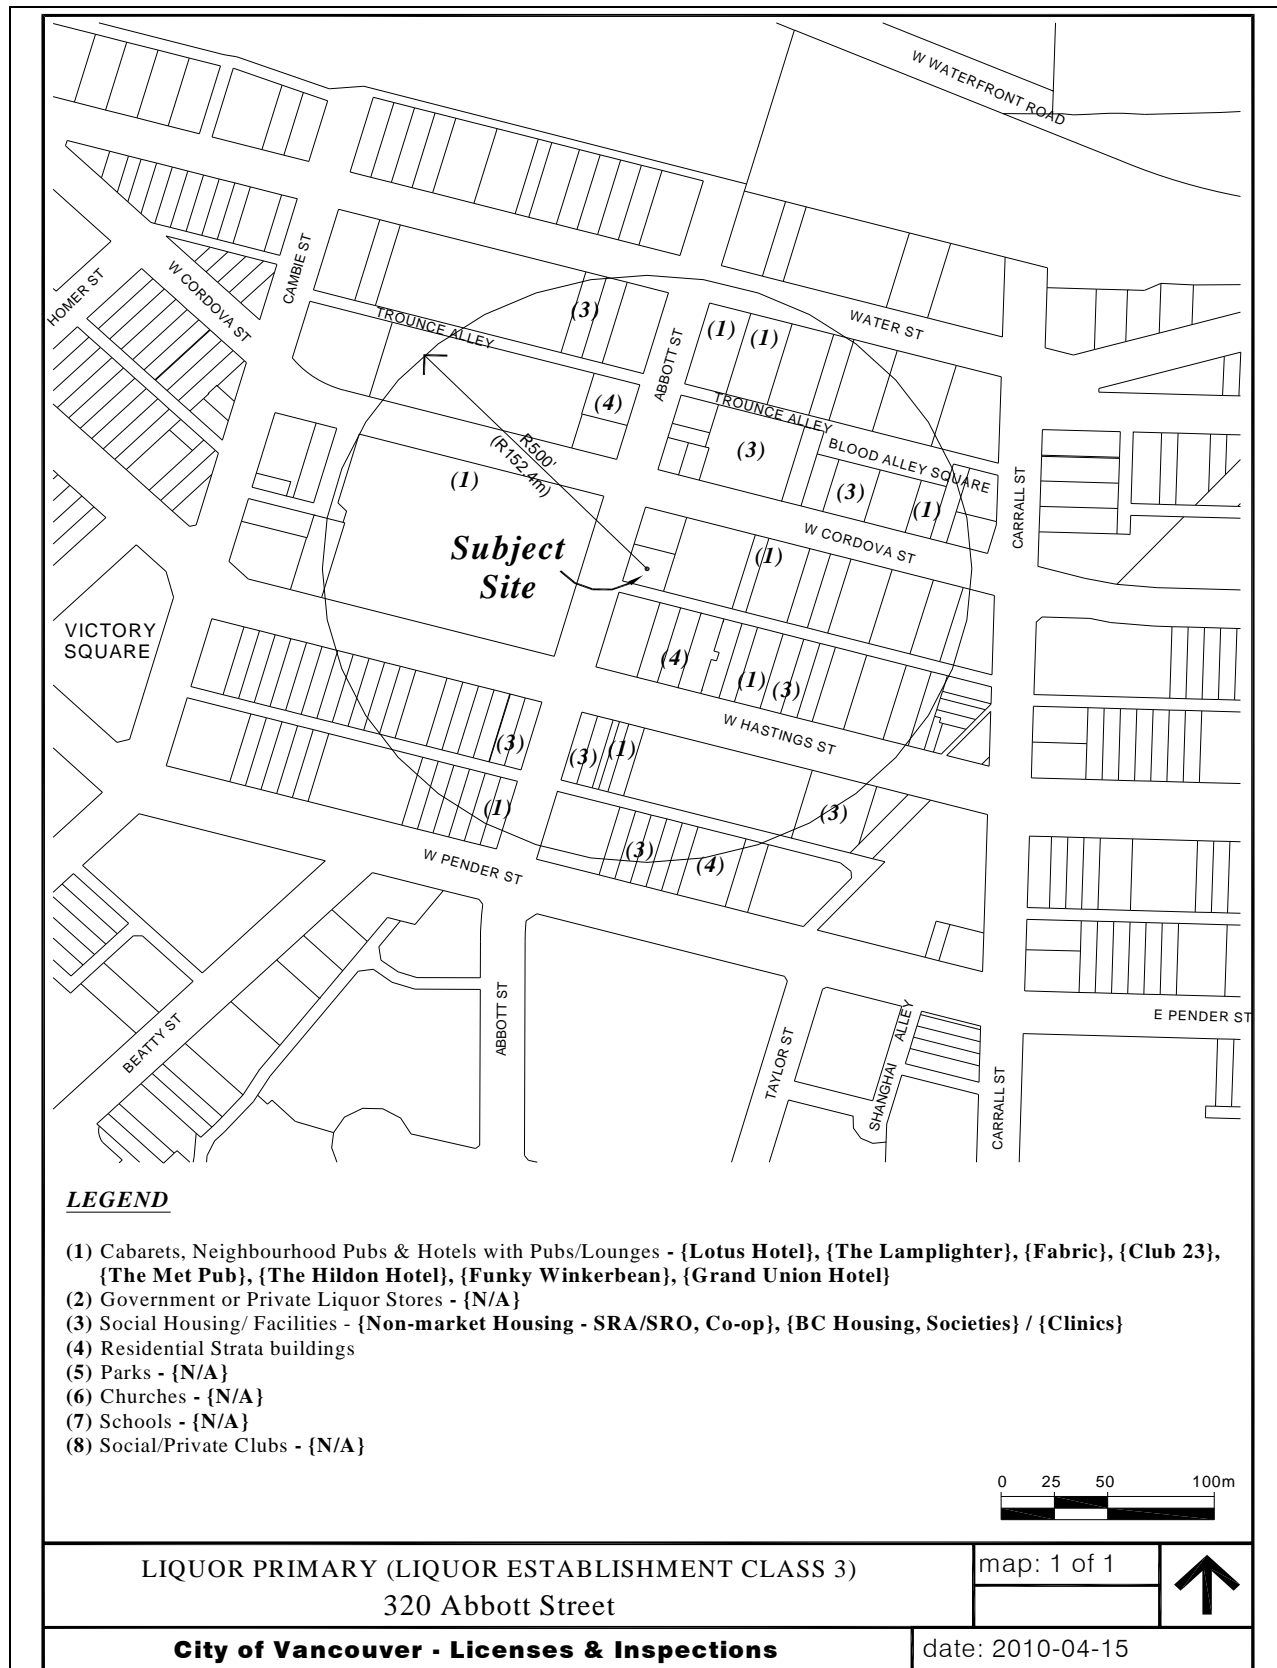 W WATERFRONT ROAD
CAMBIE ST
W CORDOVA ST
HOMER ST
TROUNCE ALLEY
(3)
ABBOTT ST
(1)
(1)
WATER ST
(4)
TROUNCE ALLEY
R500'
(R152.4m)
(1)
(3)
BLOOD ALLEY SQUARE
(3)
(1)
CARRALL ST
W CORDOVA ST
(1)
Subject
Site
VICTORY
SQUARE
(4)
(1)
(3)
W HASTINGS ST
(3)
(3)
(1)
(1)
(3)
(3)
(4)
W PENDER ST
ABBOTT ST
BEATTY ST
TAYLOR ST
SHANGHAI ALLEY
CARRALL ST
E PENDER ST
LEGEND
(1) Cabarets, Neighbourhood Pubs & Hotels with Pubs/Lounges - {Lotus Hotel}, {The Lamplighter}, {Fabric}, {Club 23},
{The Met Pub}, {The Hildon Hotel}, {Funky Winkerbean}, {Grand Union Hotel}
(2) Government or Private Liquor Stores - {N/A}
(3) Social Housing/ Facilities - {Non-market Housing - SRA/SRO, Co-op}, {BC Housing, Societies} / {Clinics}
(4) Residential Strata buildings
(5) Parks - {N/A}
(6) Churches - {N/A}
(7) Schools - {N/A}
(8) Social/Private Clubs - {N/A}
0 25 50 100m
LIQUOR PRIMARY (LIQUOR ESTABLISHMENT CLASS 3)
320 Abbott Street
map: 1 of 1
City of Vancouver - Licenses & Inspections
date: 2010-04-15